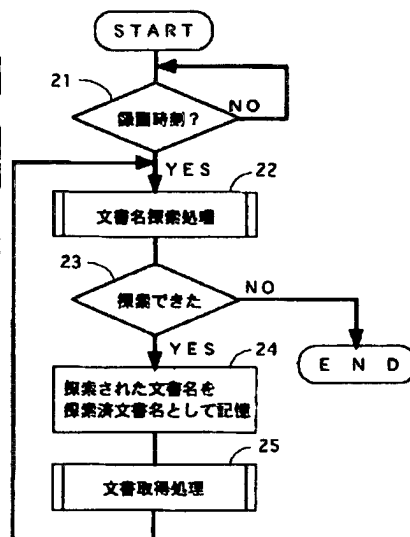 START
21
録画時刻?
NO
YES
22
文書名探索処理
23
探索できた
NO
YES
24
END
探索された文書名を
探索済文書名として記憶
25
文書取得処理